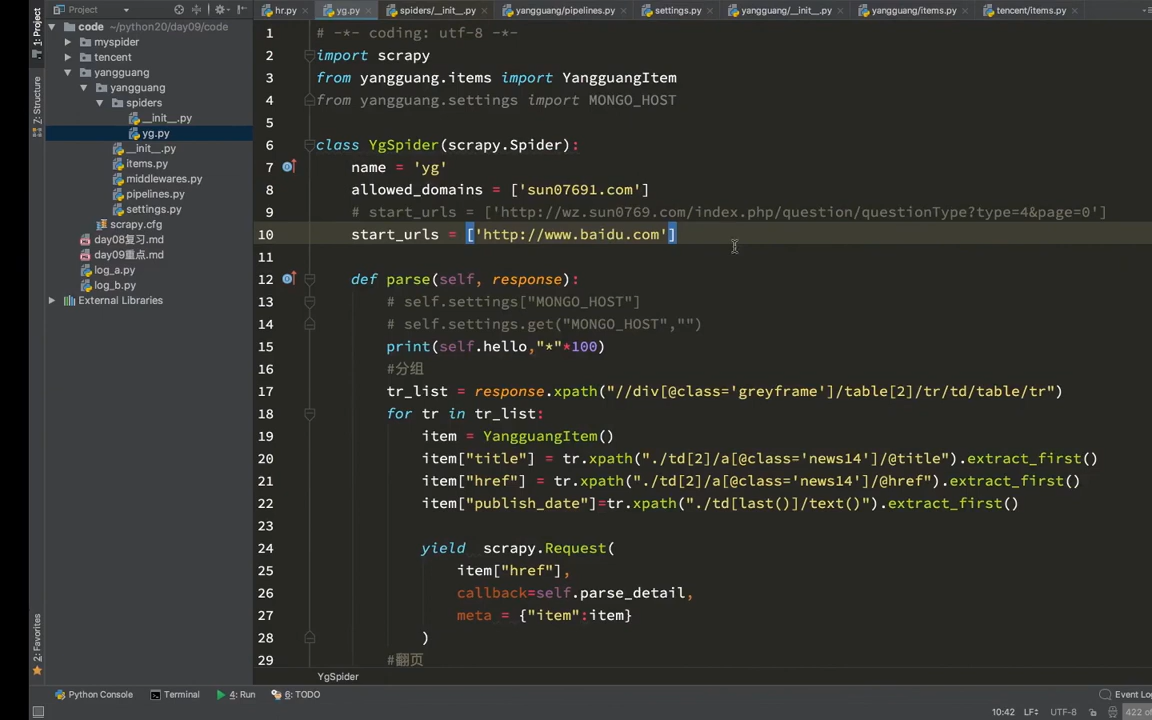 Project
hr.py
yg.py
spiders/__init__.py
yangguang/pipelines.py
settings.py
yangguang/__init__.py
yangguang/items.py
tencent/items.py
1: Project
Z: Structure
2: Favorites
code ~/python20/day09/code
myspider
tencent
yangguang
yangguang
spiders
__init__.py
yg.py
__init__.py
items.py
middlewares.py
pipelines.py
settings.py
scrapy.cfg
day08复习.md
day09重点.md
log_a.py
log_b.py
External Libraries
1 # -*- coding: utf-8 -*-
2 import scrapy
3 from yangguang.items import YangguangItem
4 from yangguang.settings import MONGO_HOST
5
6 class YgSpider(scrapy.Spider):
7 name = 'yg'
8 allowed_domains = ['sun07691.com']
9 # start_urls = ['http://wz.sun0769.com/index.php/question/questionType?type=4&page=0']
10 start_urls = ['http://www.baidu.com']
11
12 def parse(self, response):
13 # self.settings["MONGO_HOST"]
14 # self.settings.get("MONGO_HOST","")
15 print(self.hello,"*"*100)
16 #分组
17 tr_list = response.xpath("//div[@class='greyframe']/table[2]/tr/td/table/tr")
18 for tr in tr_list:
19 item = YangguangItem()
20 item["title"] = tr.xpath("./td[2]/a[@class='news14']/@title").extract_first()
21 item["href"] = tr.xpath("./td[2]/a[@class='news14']/@href").extract_first()
22 item["publish_date"]=tr.xpath("./td[last()]/text()").extract_first()
23
24 yield scrapy.Request(
25 item["href"],
26 callback=self.parse_detail,
27 meta = {"item":item}
28 )
29 #翻页
YgSpider
Python Console
Terminal
4: Run
6: TODO
Event Log
10:42
LF
UTF-8
422 of